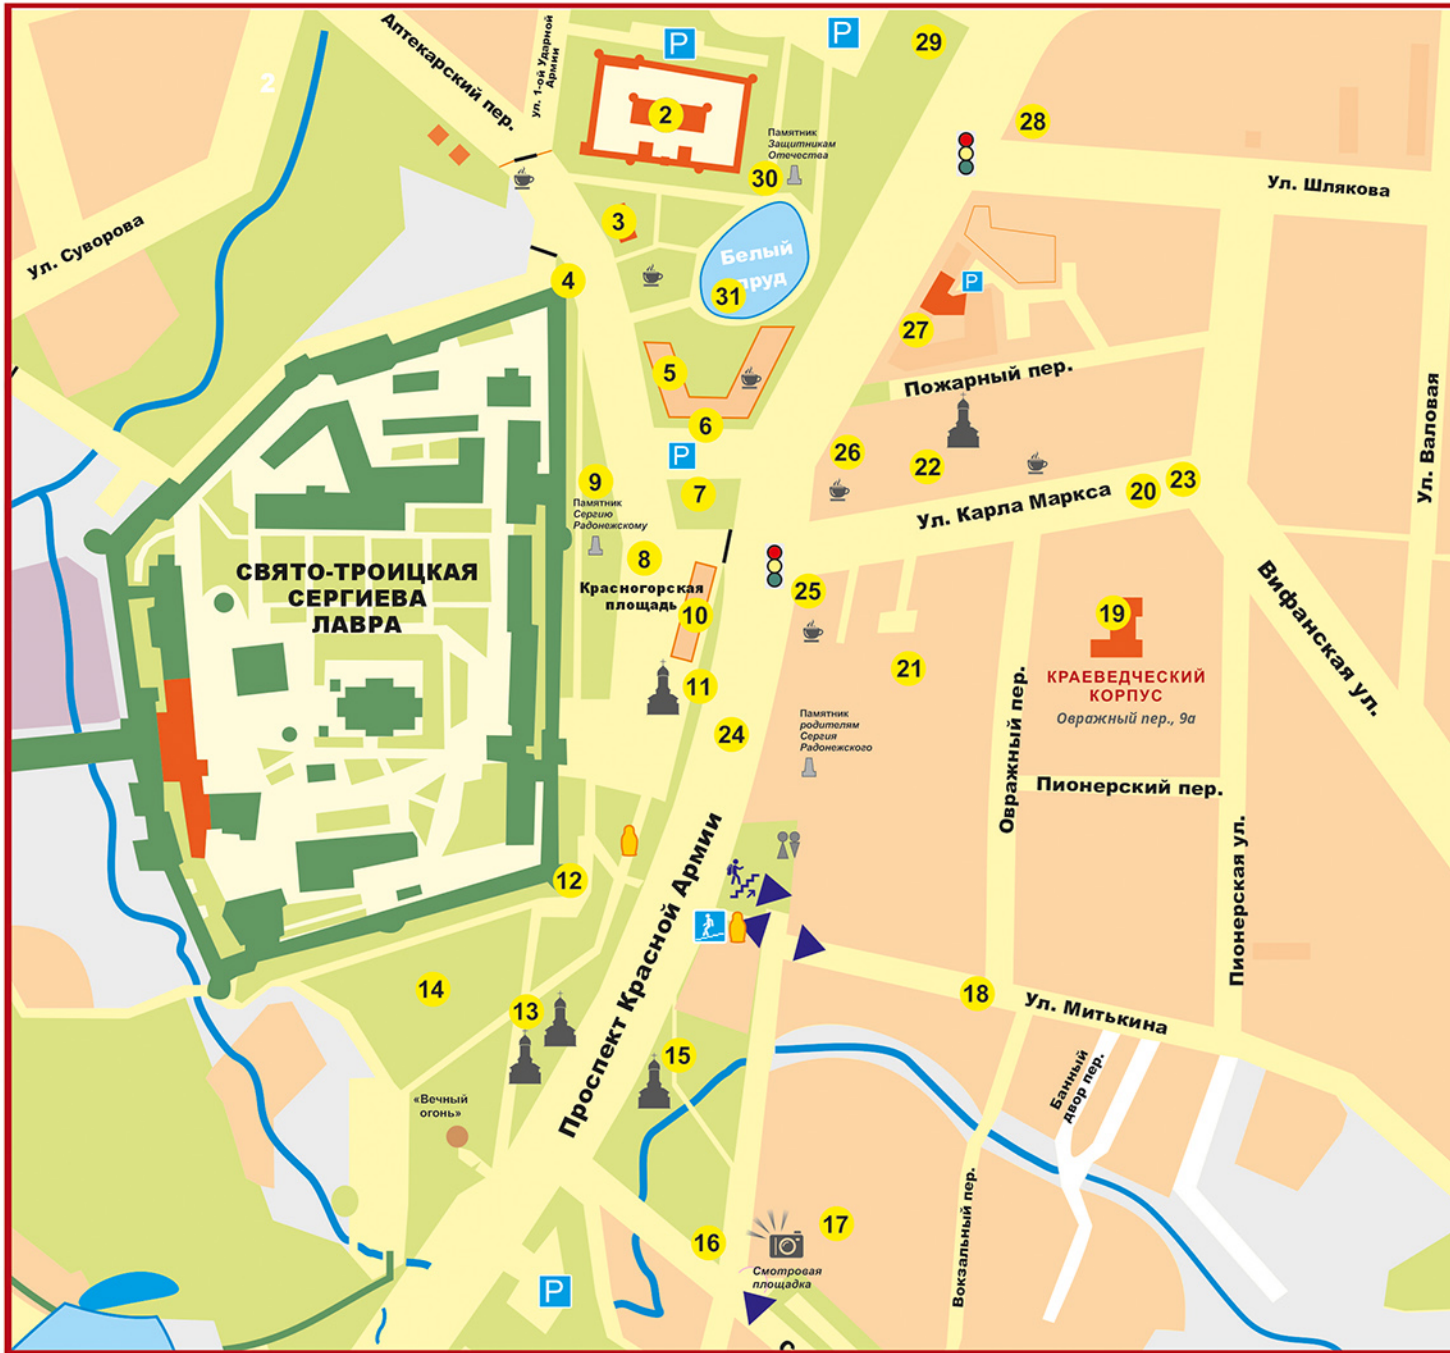 Аптекарский пер.
ул. 1-ой Ударной
Армии
P
P
29
2
2
28
Памятник
Защитникам
Отечества
30
Ул. Шлякова
Ул. Суворова
3
4
Белый
пруд
31
P
27
5
6
Пожарный пер.
Ул. Валовая
P
26
22
9
7
20
23
Ул. Карла Маркса
Памятник
Сергию
Радонежскому
8
СВЯТО-ТРОИЦКАЯ
СЕРГИЕВА
ЛАВРА
Красногорская
площадь
10
25
19
Вифанская ул.
21
КРАЕВЕДЧЕСКИЙ
КОРПУС
Овражный пер., 9а
11
24
Памятник
родителям
Сергия
Радонежского
Овражный пер.
Пионерский пер.
12
Проспект Красной Армии
Пионерская ул.
14
13
18
Ул. Митькина
15
Банный
двор пер.
«Вечный
огонь»
16
17
Смотровая
площадка
Вокзальный пер.
P